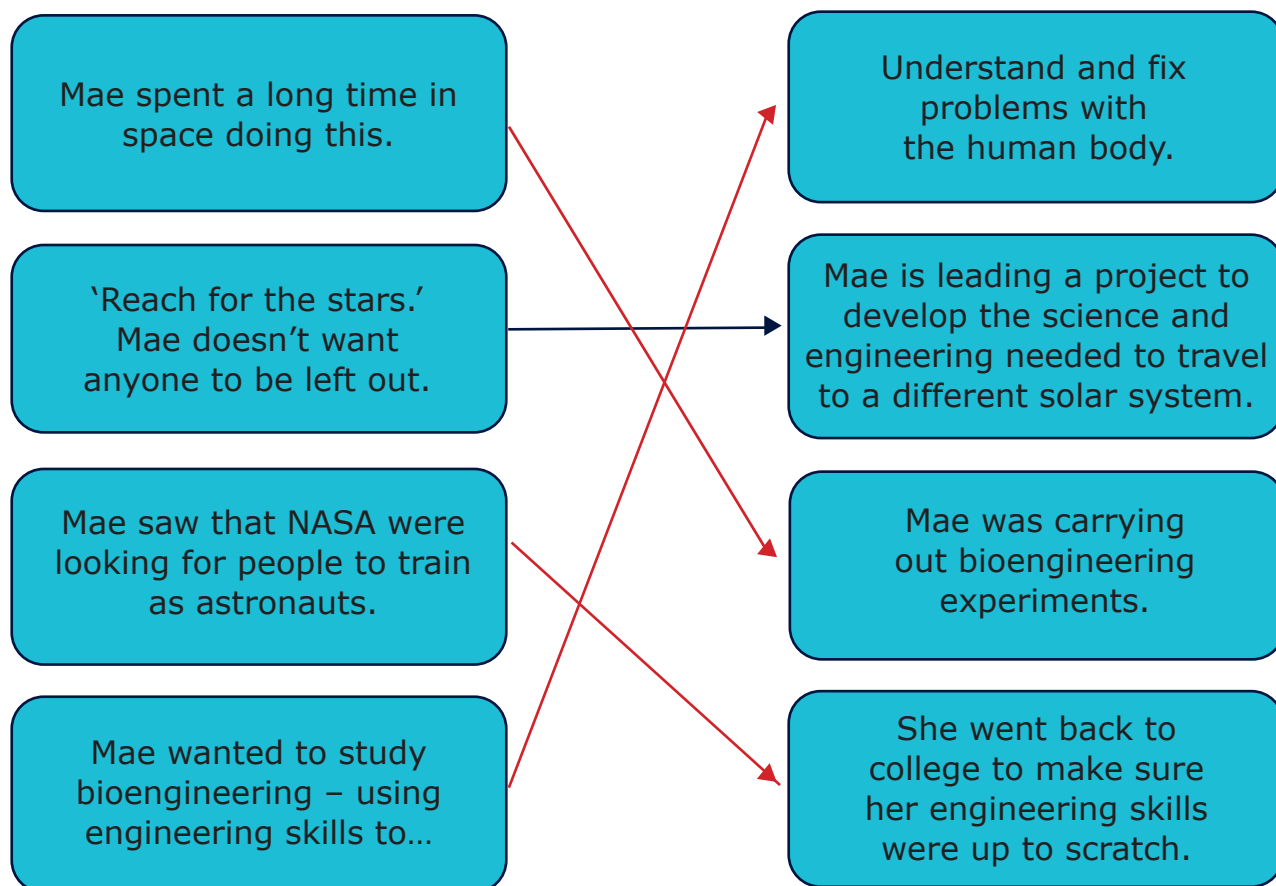 Mae spent a long time in
space doing this.
‘Reach for the stars.’
Mae doesn’t want
anyone to be left out.
Mae saw that NASA were
looking for people to train
as astronauts.
Mae wanted to study
bioengineering – using
engineering skills to…
Understand and fix
problems with
the human body.
Mae is leading a project to
develop the science and
engineering needed to travel
to a different solar system.
Mae was carrying
out bioengineering
experiments.
She went back to
college to make sure
her engineering skills
were up to scratch.